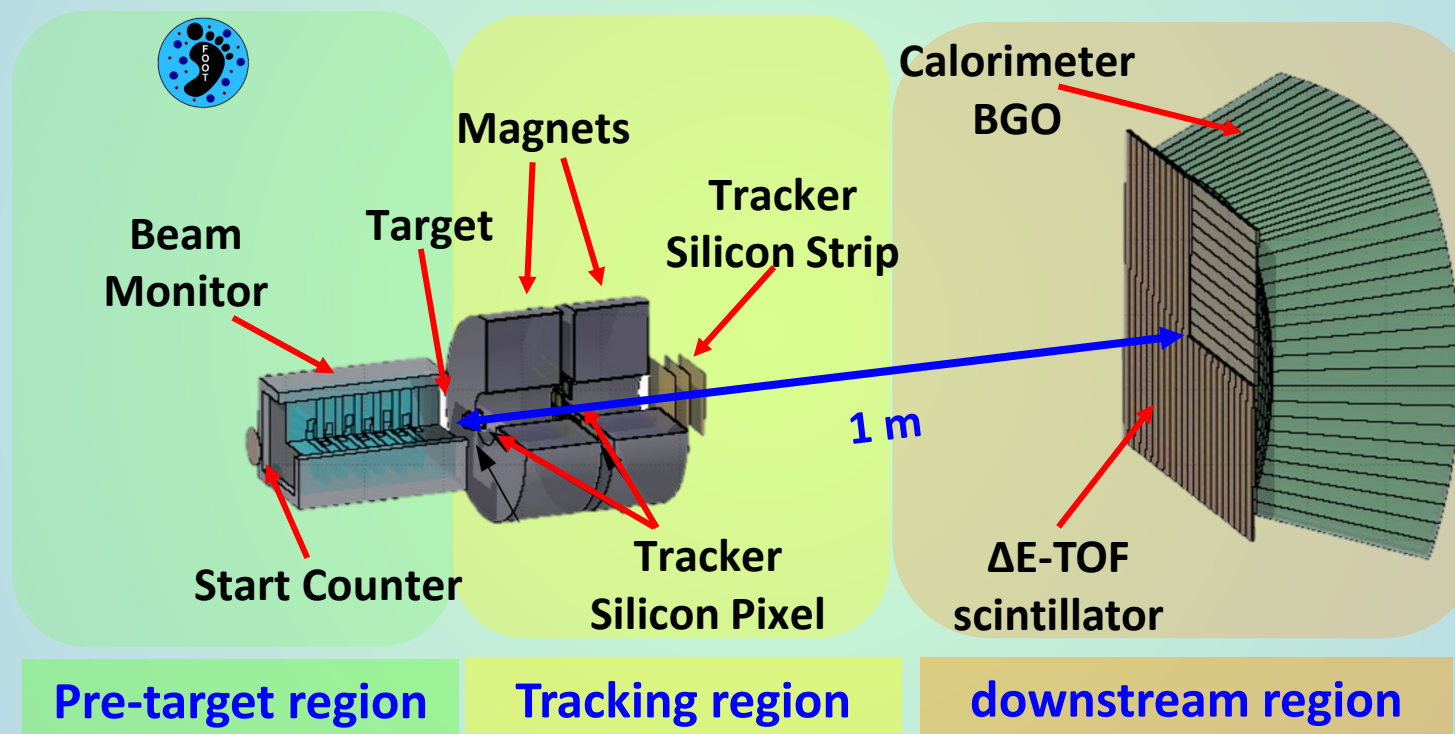 FOOT
Calorimeter
BGO
Magnets
Tracker
Silicon Strip
Target
Beam
Monitor
1 m
Start Counter
Tracker
Silicon Pixel
ΔE-TOF
scintillator
Pre-target region
Tracking region
downstream region